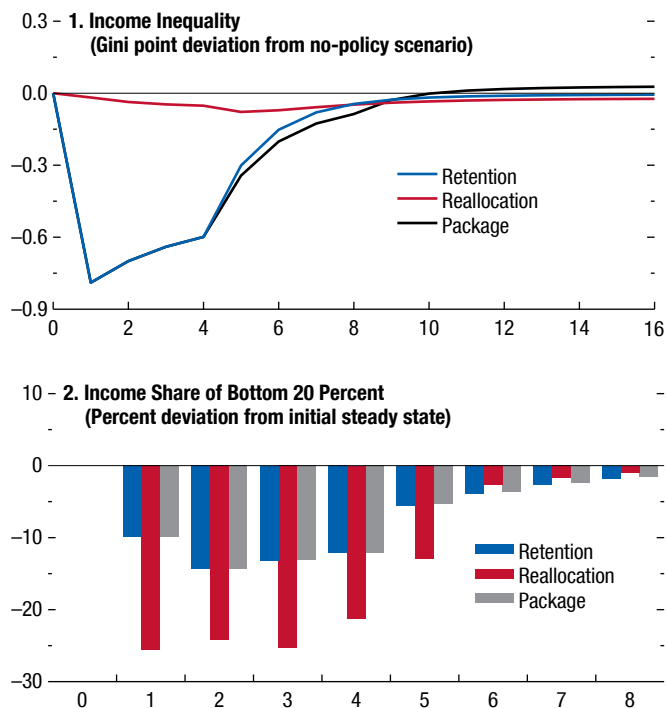 1. Income Inequality
(Gini point deviation from no-policy scenario)
0.3
0.0
–0.3
–0.6
–0.9
Retention
Reallocation
Package
0 2 4 6 8 10 12 14 16
2. Income Share of Bottom 20 Percent
(Percent deviation from initial steady state)
10
0
–10
–20
–30
Retention
Reallocation
Package
0 1 2 3 4 5 6 7 8